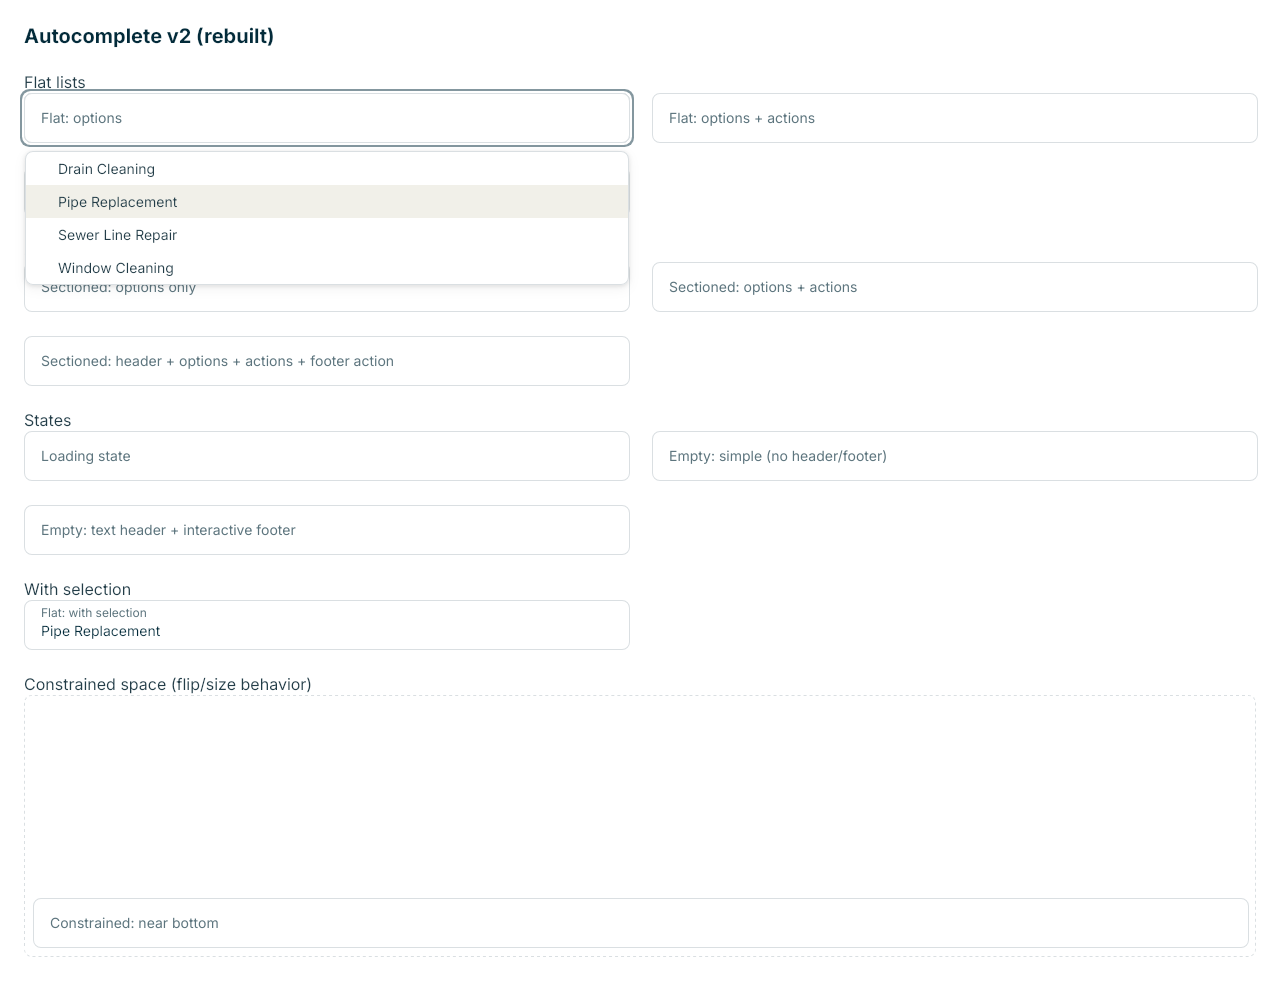 Autocomplete v2 (rebuilt)
Flat lists
Flat: options
Flat: options + actions
Drain Cleaning
Pipe Replacement
Sewer Line Repair
Window Cleaning
Sectioned: options only
Sectioned: options + actions
Sectioned: header + options + actions + footer action
States
Loading state
Empty: simple (no header/footer)
Empty: text header + interactive footer
With selection
Flat: with selection
Pipe Replacement
Constrained space (flip/size behavior)
Constrained: near bottom